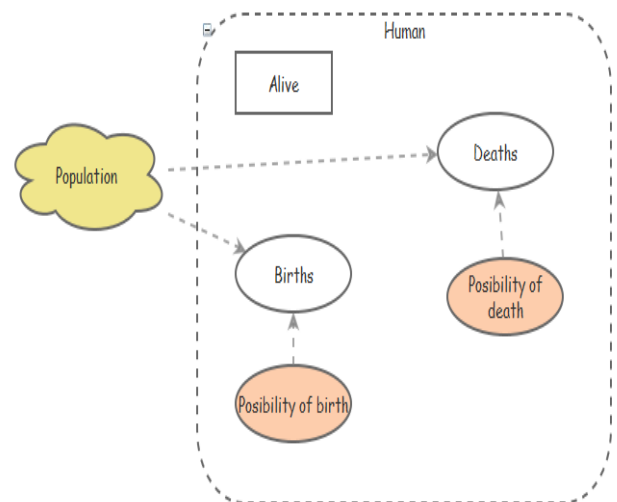 Human
Alive
Population
Deaths
Births
Posibility of
death
Posibility of birth